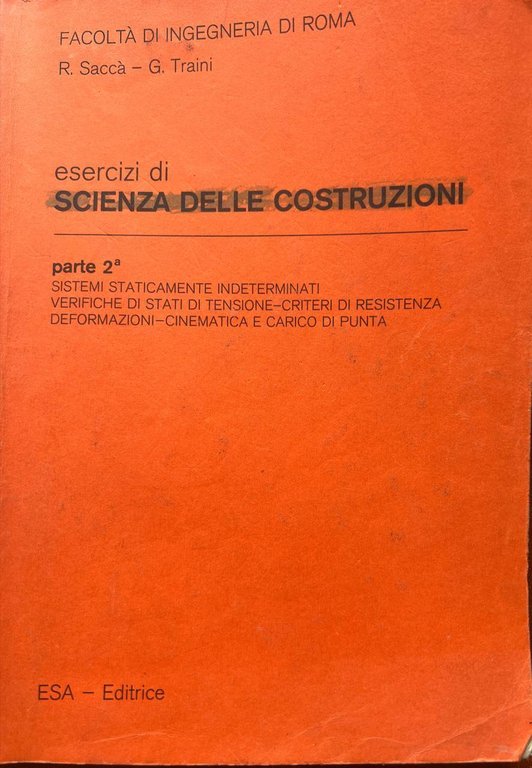 FACOLTÀ DI INGEGNERIA DI ROMA
R. Saccà – G. Traini
esercizi di
SCIENZA DELLE COSTRUZIONI
parte 2ª
SISTEMI STATICAMENTE INDETERMINATI
VERIFICHE DI STATI DI TENSIONE–CRITERI DI RESISTENZA
DEFORMAZIONI–CINEMATICA E CARICO DI PUNTA
ESA – Editrice